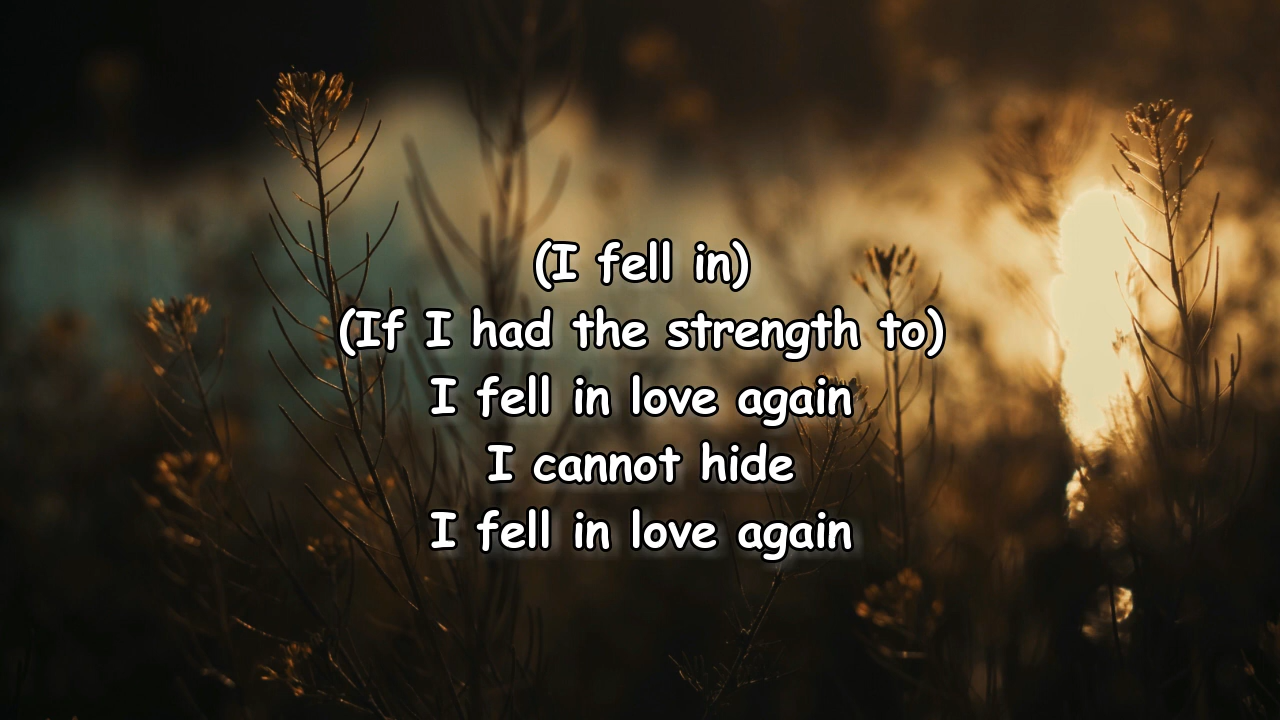 (I fell in)
(If I had the strength to)
I fell in love again
I cannot hide
I fell in love again